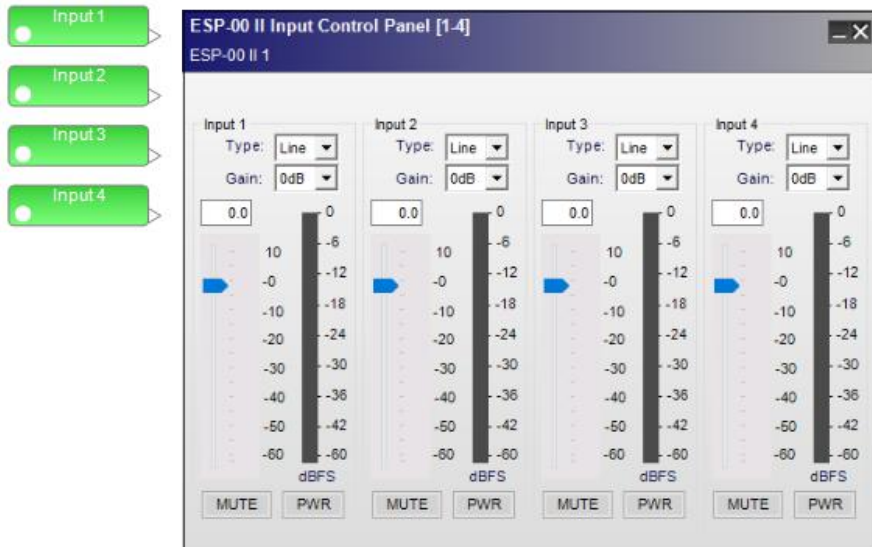 Input 1
Input 2
Input 3
Input 4
ESP-00 II Input Control Panel [1-4]
ESP-00 II 1
Input 1
Type: Line
Gain: 0dB
0.0
10
-0
-10
-20
-30
-40
-50
-60
0
-6
-12
-18
-24
-30
-36
-42
-60
dBFS
MUTE PWR
Input 2
Type: Line
Gain: 0dB
0.0
10
-0
-10
-20
-30
-40
-50
-60
0
-6
-12
-18
-24
-30
-36
-42
-60
dBFS
MUTE PWR
Input 3
Type: Line
Gain: 0dB
0.0
10
-0
-10
-20
-30
-40
-50
-60
0
-6
-12
-18
-24
-30
-36
-42
-60
dBFS
MUTE PWR
Input 4
Type: Line
Gain: 0dB
0.0
10
-0
-10
-20
-30
-40
-50
-60
0
-6
-12
-18
-24
-30
-36
-42
-60
dBFS
MUTE PWR